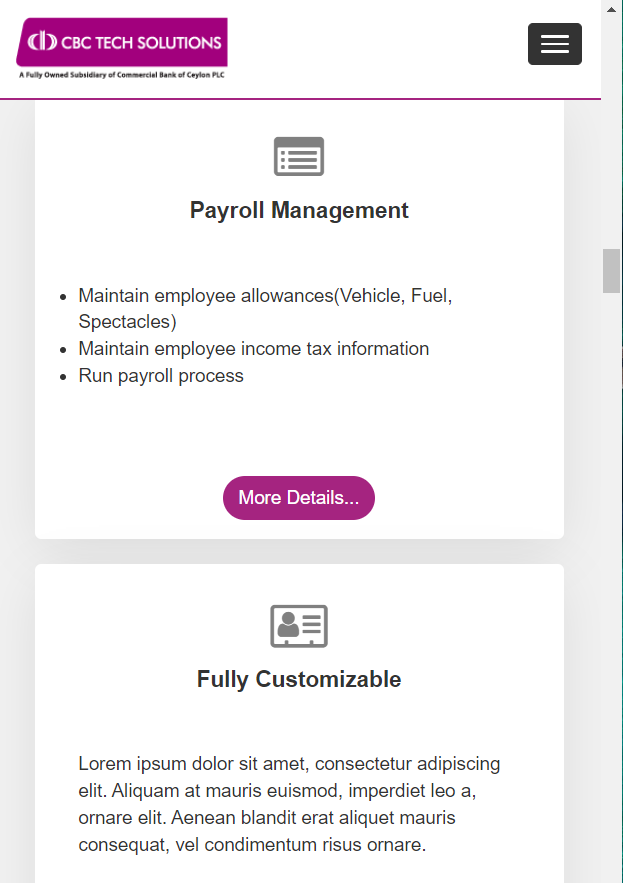 CBC TECH SOLUTIONS
A Fully Owned Subsidiary of Commercial Bank of Ceylon PLC
Payroll Management
Maintain employee allowances(Vehicle, Fuel,
Spectacles)
Maintain employee income tax information
Run payroll process
More Details...
Fully Customizable
Lorem ipsum dolor sit amet, consectetur adipiscing
elit. Aliquam at mauris euismod, imperdiet leo a,
ornare elit. Aenean blandit erat aliquet mauris
consequat, vel condimentum risus ornare.